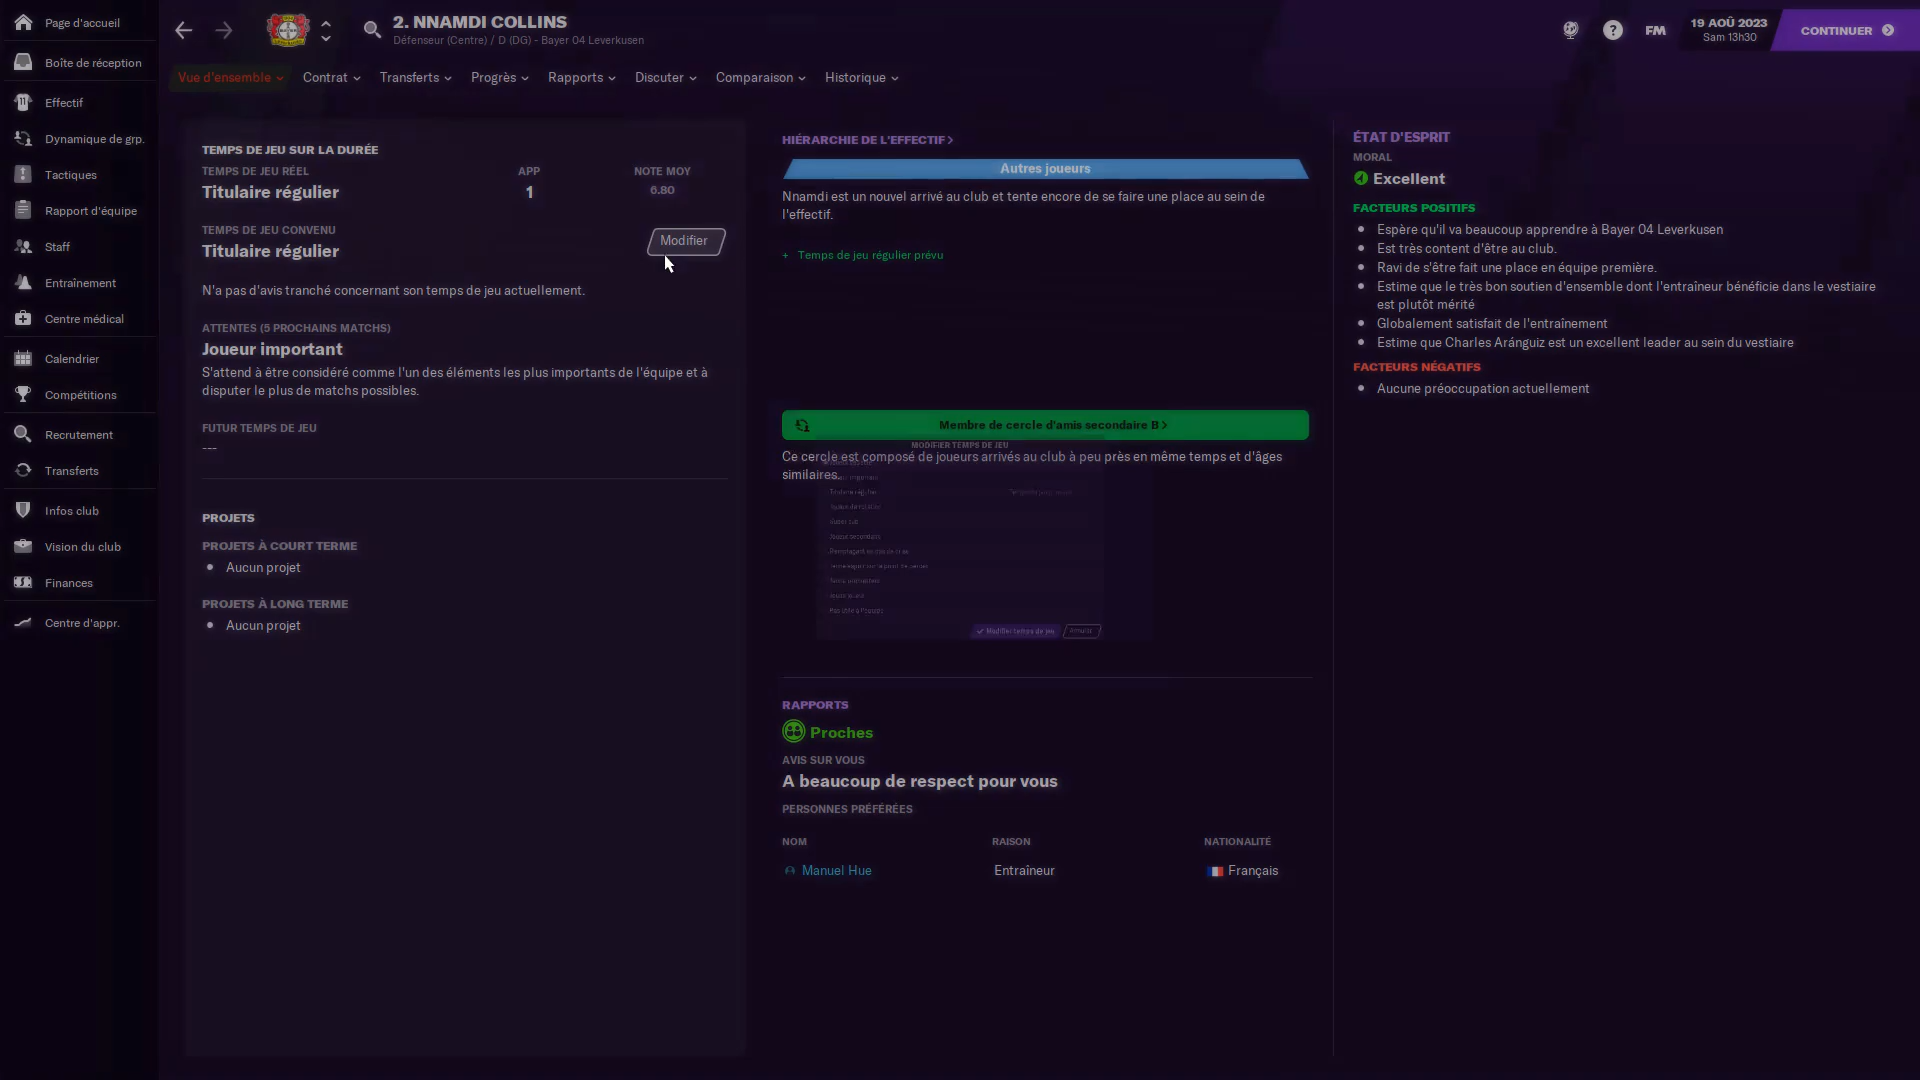 Page d'accueil
Boîte de réception
Effectif
Dynamique de grp.
Tactiques
Rapport d'équipe
Staff
Entraînement
Centre médical
Calendrier
Compétitions
Recrutement
Transferts
Infos club
Vision du club
Finances
Centre d'appr.
2. NNAMDI COLLINS
Défenseur (Centre) / D (DG) - Bayer 04 Leverkusen
FM
19 AOÛ 2023
Sam 13h30
CONTINUER
Vue d'ensemble Contrat Transferts Progrès Rapports Discuter Comparaison Historique
TEMPS DE JEU SUR LA DURÉE
TEMPS DE JEU RÉEL APP NOTE MOY
Titulaire régulier 1 6.80
TEMPS DE JEU CONVENU
Titulaire régulier
Modifier
N'a pas d'avis tranché concernant son temps de jeu actuellement.
ATTENTES (5 PROCHAINS MATCHS)
Joueur important
S'attend à être considéré comme l'un des éléments les plus importants de l'équipe et à
disputer le plus de matchs possibles.
FUTUR TEMPS DE JEU
---
PROJETS
PROJETS À COURT TERME
Aucun projet
PROJETS À LONG TERME
Aucun projet
HIÉRARCHIE DE L'EFFECTIF >
Autres joueurs
Nnamdi est un nouvel arrivé au club et tente encore de se faire une place au sein de
l'effectif.
+ Temps de jeu régulier prévu
Membre de cercle d'amis secondaire B >
MODIFIER TEMPS DE JEU
Ce cercle est composé de joueurs arrivés au club à peu près en même temps et d'âges
similaires.
Titulaire régulier
Modifier temps de jeu
Annuler
RAPPORTS
Proches
AVIS SUR VOUS
A beaucoup de respect pour vous
PERSONNES PRÉFÉRÉES
NOM RAISON NATIONALITÉ
Manuel Hue Entraîneur Français
ÉTAT D'ESPRIT
MORAL
Excellent
FACTEURS POSITIFS
Espère qu'il va beaucoup apprendre à Bayer 04 Leverkusen
Est très content d'être au club.
Ravi de s'être fait une place en équipe première.
Estime que le très bon soutien d'ensemble dont l'entraîneur bénéficie dans le vestiaire
est plutôt mérité
Globalement satisfait de l'entraînement
Estime que Charles Aránguiz est un excellent leader au sein du vestiaire
FACTEURS NÉGATIFS
Aucune préoccupation actuellement